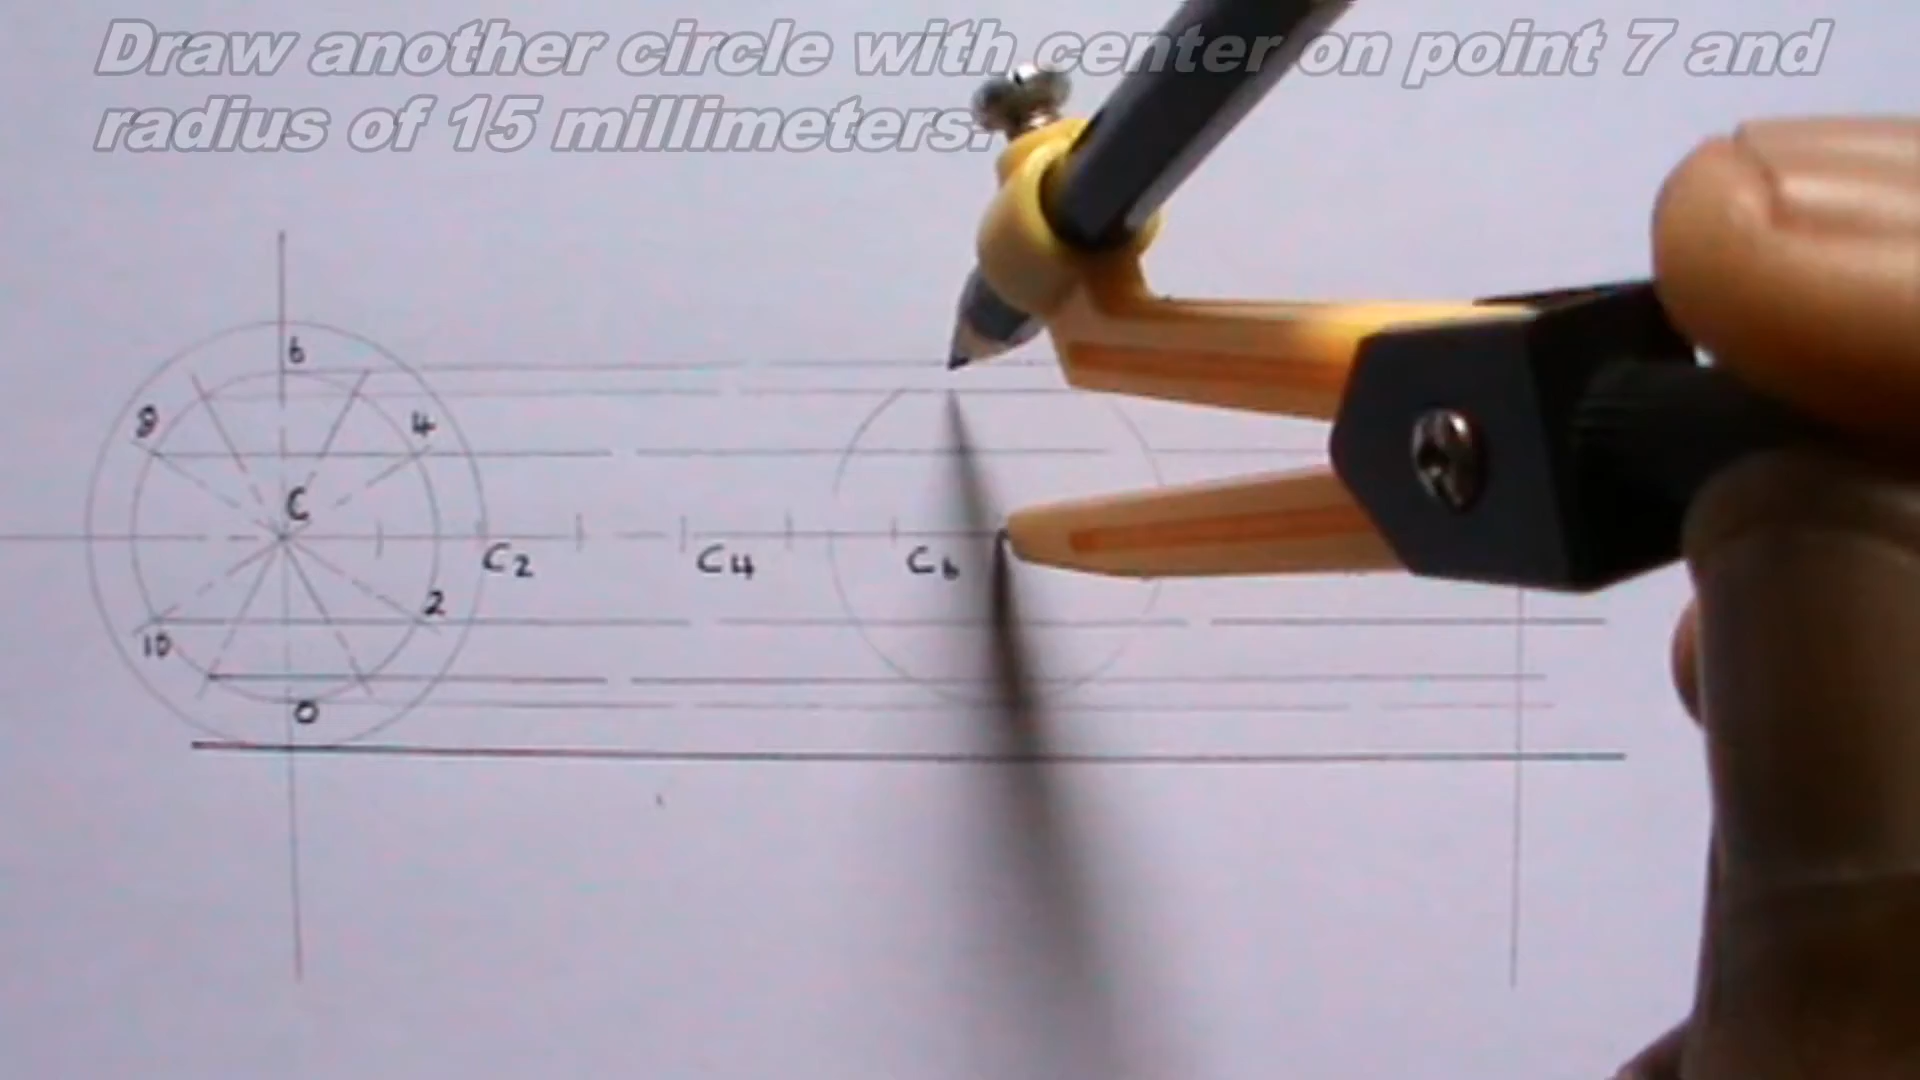 Draw another circle with center on point 7 and
radius of 15 millimeters.
6
8
4
C
C2
C4
C6
2
10
0